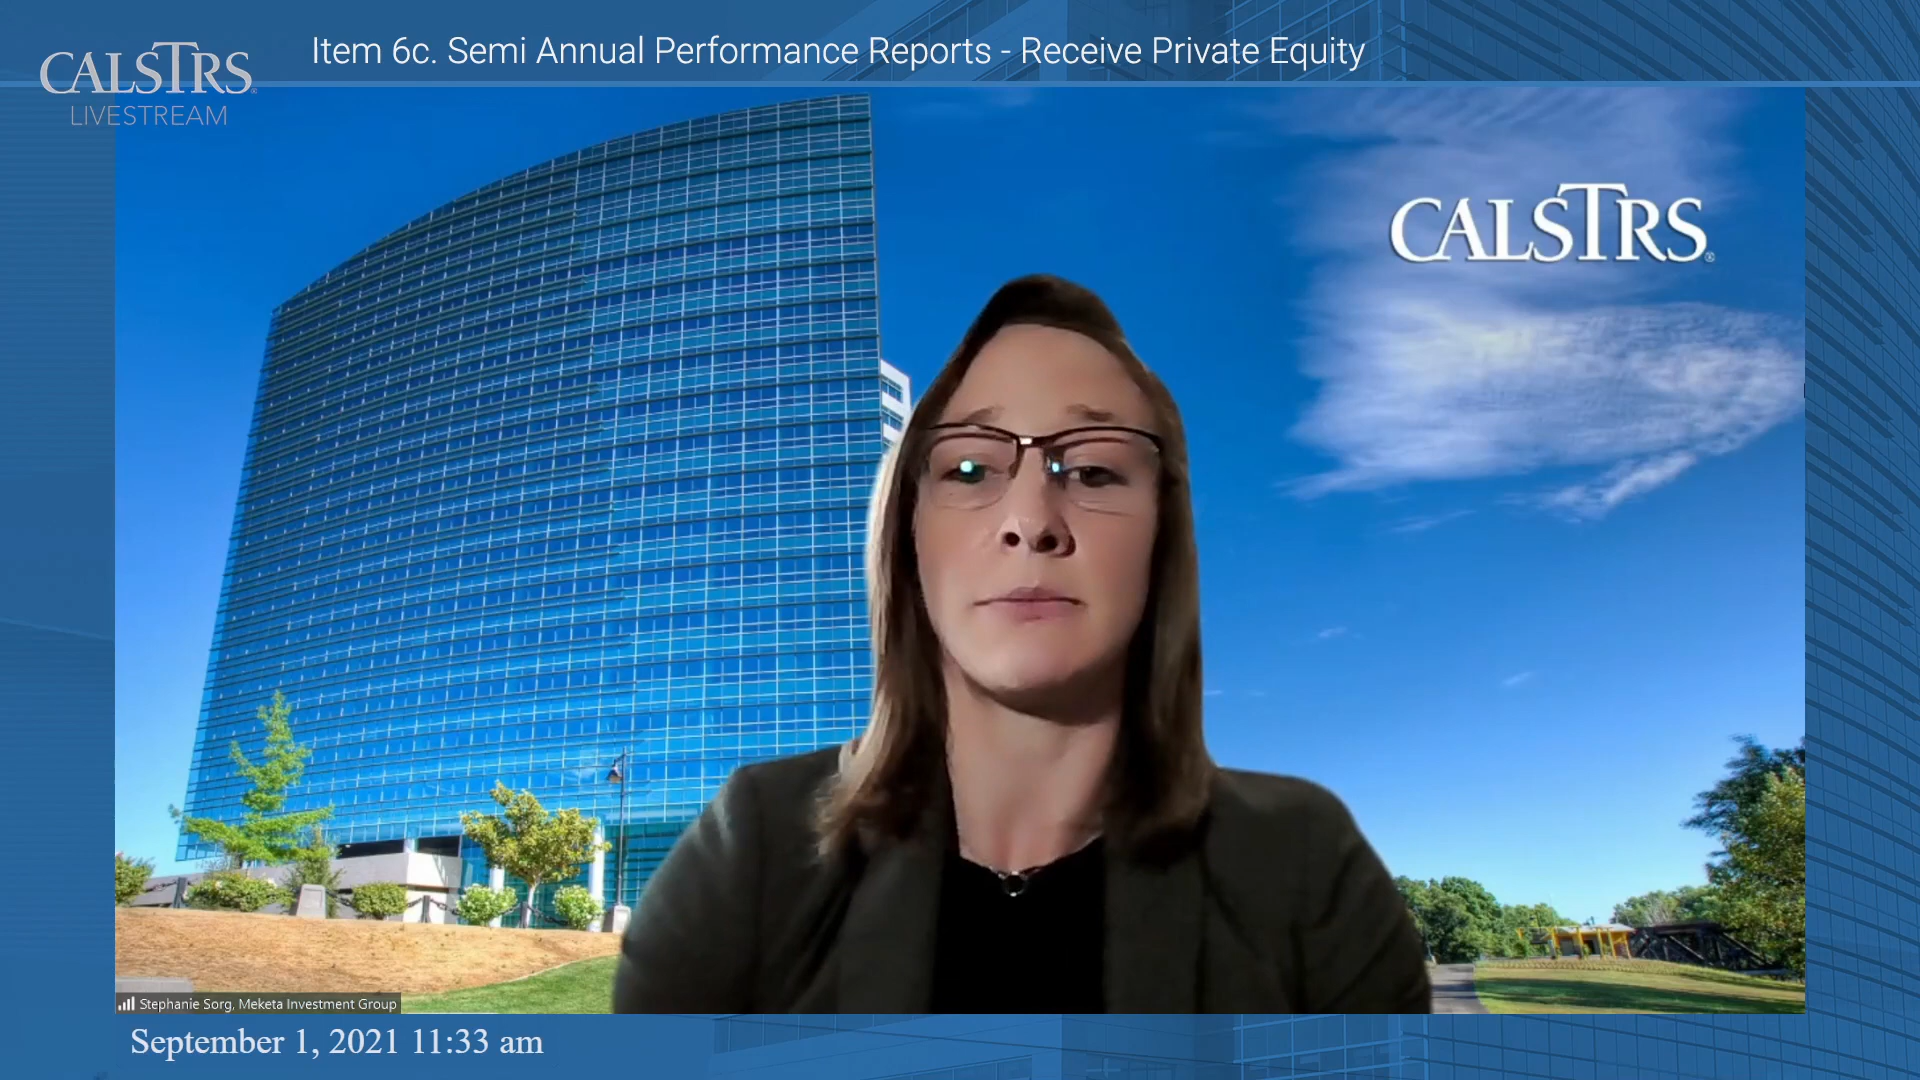 CALSTRS®
LIVESTREAM
Item 6c. Semi Annual Performance Reports - Receive Private Equity
CALSTRS®
Stephanie Sorg, Meketa Investment Group
September 1, 2021 11:33 am